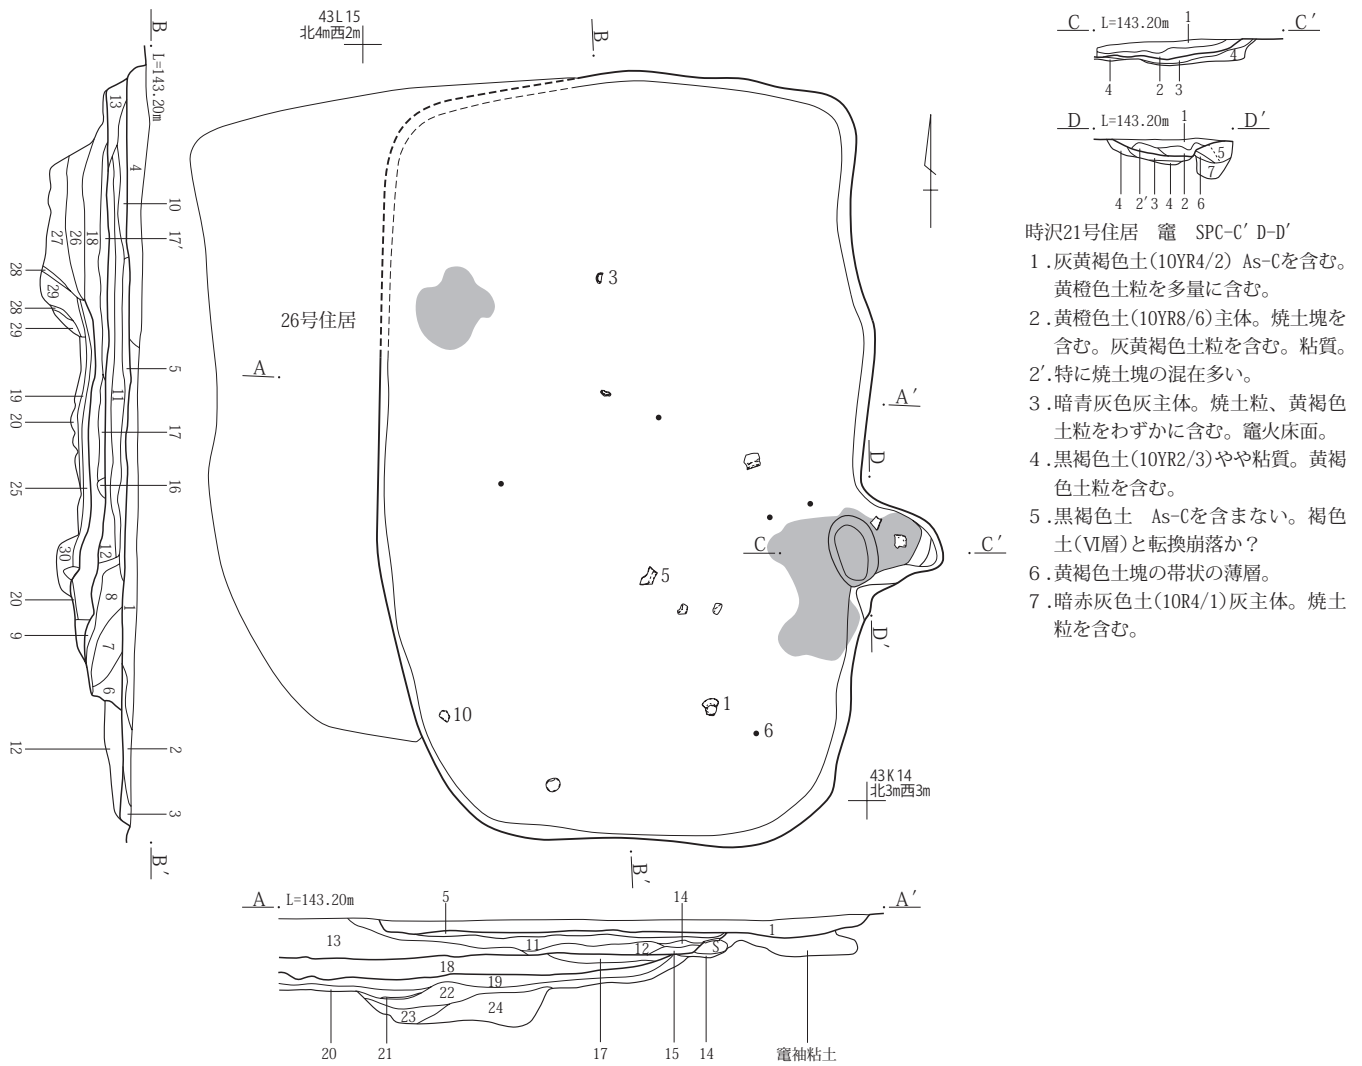 43L15
北4m西2m
B
B
L=143.20m
13
4
10
17′
27
26
18
28
29
28
29
5
19
11
20
17
16
25
30
12
8
20
1
9
7
6
12
2
3
B′
26号住居
A
3
A′
D
C
C′
5
D′
10
1
6
43K14
北3m西3m
B′
A
L=143.20m
A′
5
14
1
13
11
12
S
18
19
22
23
24
20
21
17
15
14
竈袖粘土
C
L=143.20m
1
C′
4
4
2
3
D
L=143.20m
1
D′
5
7
4
2′
3
4
2
6
時沢21号住居　竈　SPC-C′ D-D′
1.灰黄褐色土(10YR4/2) As-Cを含む。
黄橙色土粒を多量に含む。
2.黄橙色土(10YR8/6)主体。焼土塊を
含む。灰黄褐色土粒を含む。粘質。
2′.特に焼土塊の混在多い。
3.暗青灰色灰主体。焼土粒、黄褐色
土粒をわずかに含む。竈火床面。
4.黒褐色土(10YR2/3)やや粘質。黄褐
色土粒を含む。
5.黒褐色土　As-Cを含まない。褐色
土(Ⅵ層)と転換崩落か？
6.黄褐色土塊の帯状の薄層。
7.暗赤灰色土(10R4/1)灰主体。焼土
粒を含む。